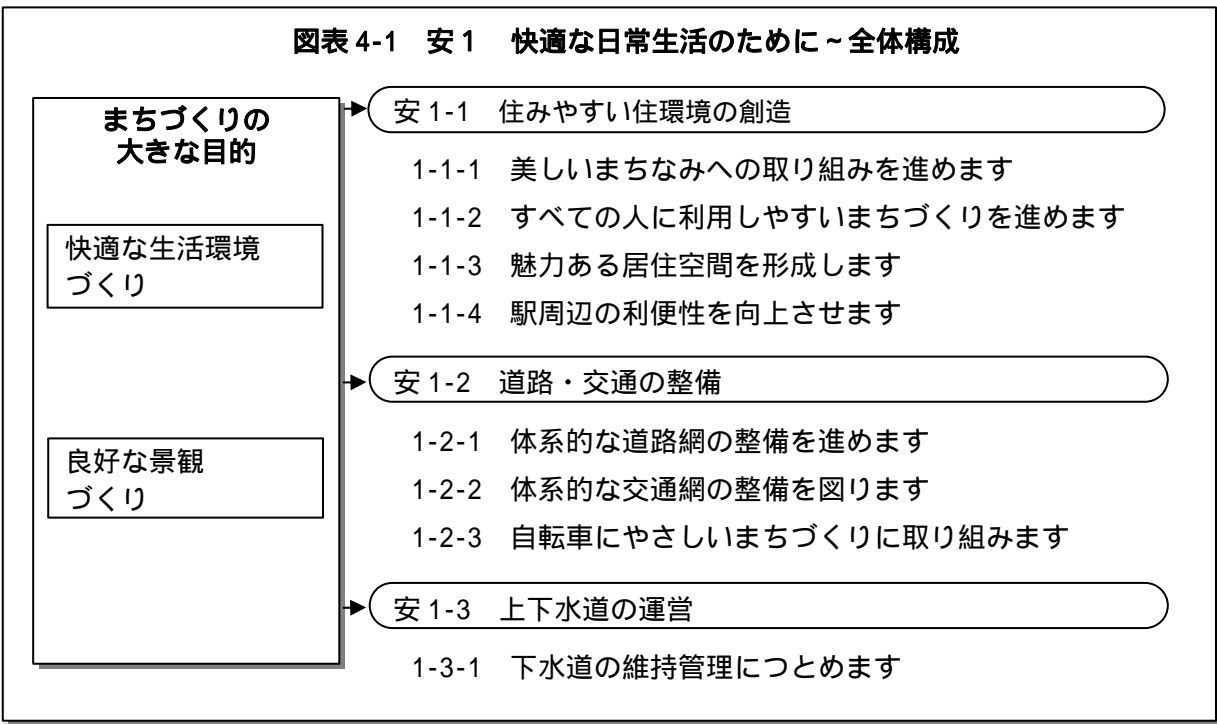 図表 4-1 安 1 快適な日常生活のために~全体構成
まちづくりの
大きな目的
快適な生活環境
づくり
良好な景観
づくり
安 1-1 住みやすい住環境の創造
1-1-1 美しいまちなみへの取り組みを進めます
1-1-2 すべての人に利用しやすいまちづくりを進めます
1-1-3 魅力ある居住空間を形成します
1-1-4 駅周辺の利便性を向上させます
安 1-2 道路・交通の整備
1-2-1 体系的な道路網の整備を進めます
1-2-2 体系的な交通網の整備を図ります
1-2-3 自転車にやさしいまちづくりに取り組みます
安 1-3 上下水道の運営
1-3-1 下水道の維持管理につとめます